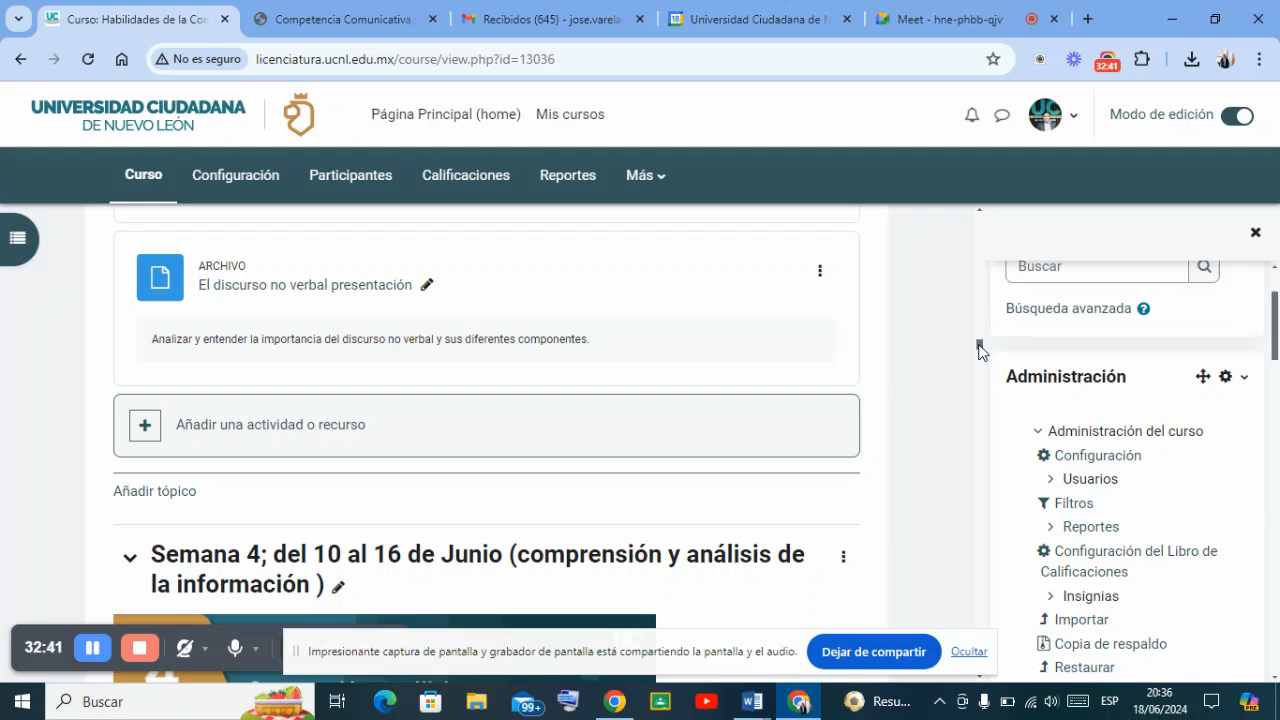 Curso: Habilidades de la Con
Competencia Comunicativa
Recibidos (645) - jose.varela
18
Universidad Ciudadana de N
Meet - hne-phbb-qjv
No es seguro
licenciatura.ucnl.edu.mx/course/view.php?id=13036
32:41
UNIVERSIDAD CIUDADANA
DE NUEVO LEÓN
Página Principal (home)
Mis cursos
UC
Modo de edición
Curso
Configuración
Participantes
Calificaciones
Reportes
Más
ARCHIVO
El discurso no verbal presentación
Analizar y entender la importancia del discurso no verbal y sus diferentes componentes.
Añadir una actividad o recurso
Añadir tópico
Semana 4; del 10 al 16 de Junio (comprensión y análisis de
la información )
Buscar
Búsqueda avanzada
Administración
Administración del curso
Configuración
Usuarios
Filtros
Reportes
Configuración del Libro de
Calificaciones
Insignias
Importar
Copia de respaldo
Restaurar
32:41
Impresionante captura de pantalla y grabador de pantalla está compartiendo la pantalla y el audio.
Dejar de compartir
Ocultar
Buscar
99+
Resu...
ESP
20:36
18/06/2024